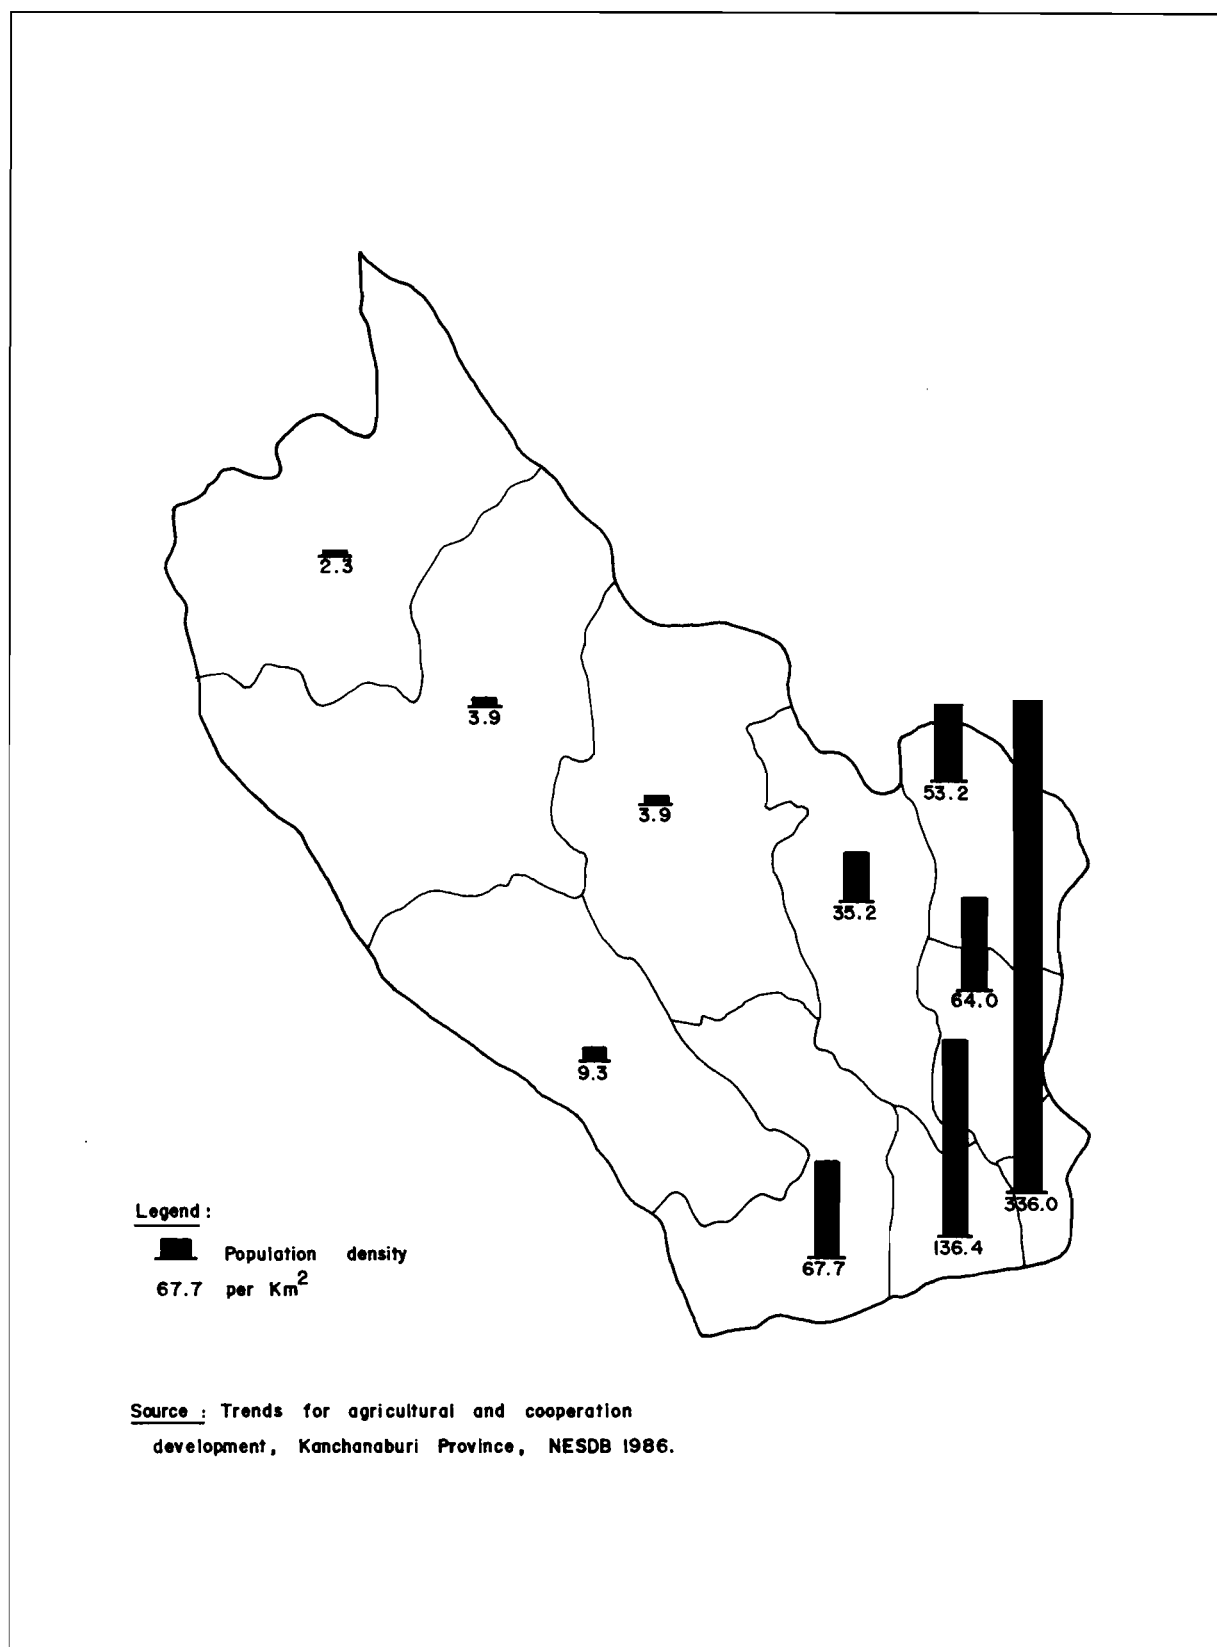 2.3
3.9
3.9
53.2
35.2
64.0
9.3
336.0
136.4
67.7
Legend :
Population density
67.7 per Km2
Source : Trends for agricultural and cooperation
development, Kanchanaburi Province, NESDB 1986.